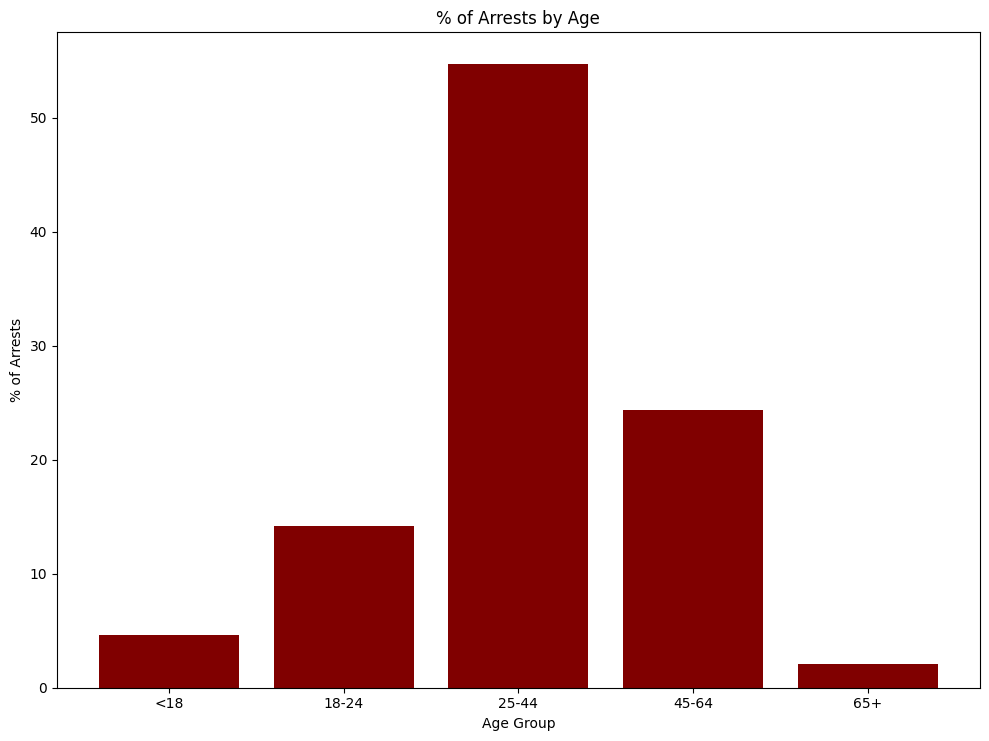 % of Arrests by Age
% of Arrests
50
40
30
20
10
0
<18 18-24 25-44 45-64 65+
Age Group